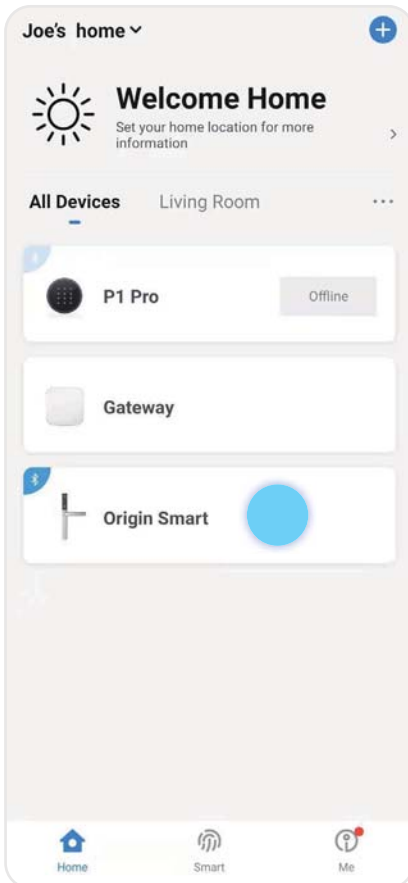 Joe's home
Welcome Home
Set your home location for more
information
All Devices
Living Room
P1 Pro
Offline
Gateway
Origin Smart
Home
Smart
Me